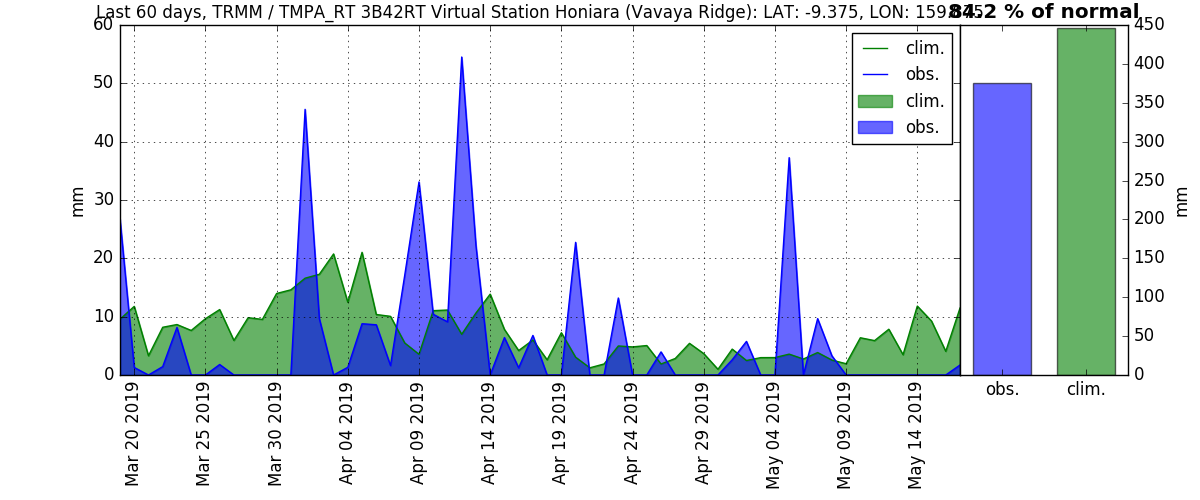 Last 60 days, TRMM / TMPA_RT 3B42RT Virtual Station Honiara (Vavaya Ridge): LAT: -9.375, LON: 159
84.2 % of normal
60
50
40
30
20
10
0
mm
clim.
obs.
clim.
obs.
450
400
350
300
250
200
150
100
50
0
mm
Mar 20 2019
Mar 25 2019
Mar 30 2019
Apr 04 2019
Apr 09 2019
Apr 14 2019
Apr 19 2019
Apr 24 2019
Apr 29 2019
May 04 2019
May 09 2019
May 14 2019
obs.
clim.